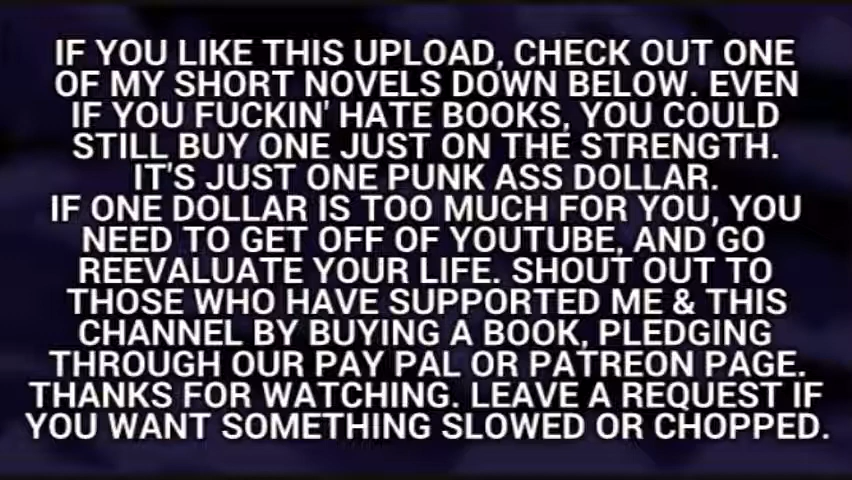 IF YOU LIKE THIS UPLOAD, CHECK OUT ONE
OF MY SHORT NOVELS DOWN BELOW. EVEN
IF YOU FUCKIN' HATE BOOKS, YOU COULD
STILL BUY ONE JUST ON THE STRENGTH.
IT'S JUST ONE PUNK ASS DOLLAR.
IF ONE DOLLAR IS TOO MUCH FOR YOU, YOU
NEED TO GET OFF OF YOUTUBE, AND GO
REEVALUATE YOUR LIFE. SHOUT OUT TO
THOSE WHO HAVE SUPPORTED ME & THIS
CHANNEL BY BUYING A BOOK, PLEDGING
THROUGH OUR PAY PAL OR PATREON PAGE.
THANKS FOR WATCHING. LEAVE A REQUEST IF
YOU WANT SOMETHING SLOWED OR CHOPPED.